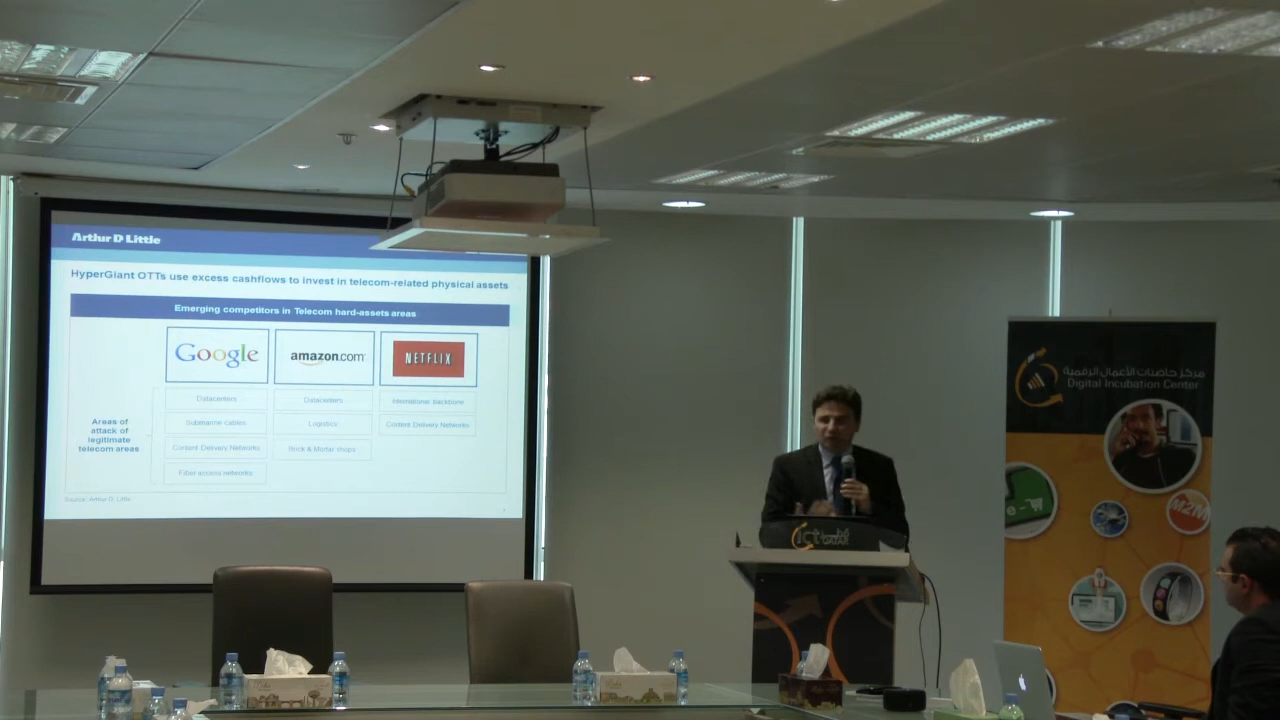 Arthur D Little
HyperGiant OTTs use excess cashflows to invest in telecom-related physical assets
Emerging competitors in Telecom hard-assets areas
Google
amazon.com
NETFLIX
Areas of
attack of
legitimate
telecom areas
Datacenters
Datacenters
International backbone
Submarine cables
Logistics
Content Delivery Networks
Content Delivery Networks
Brick & Mortar shops
Fiber access networks
Source: Arthur D. Little
مركز حاضنات الأعمال الرقمية
Digital Incubation Center
e-
M2M
ict